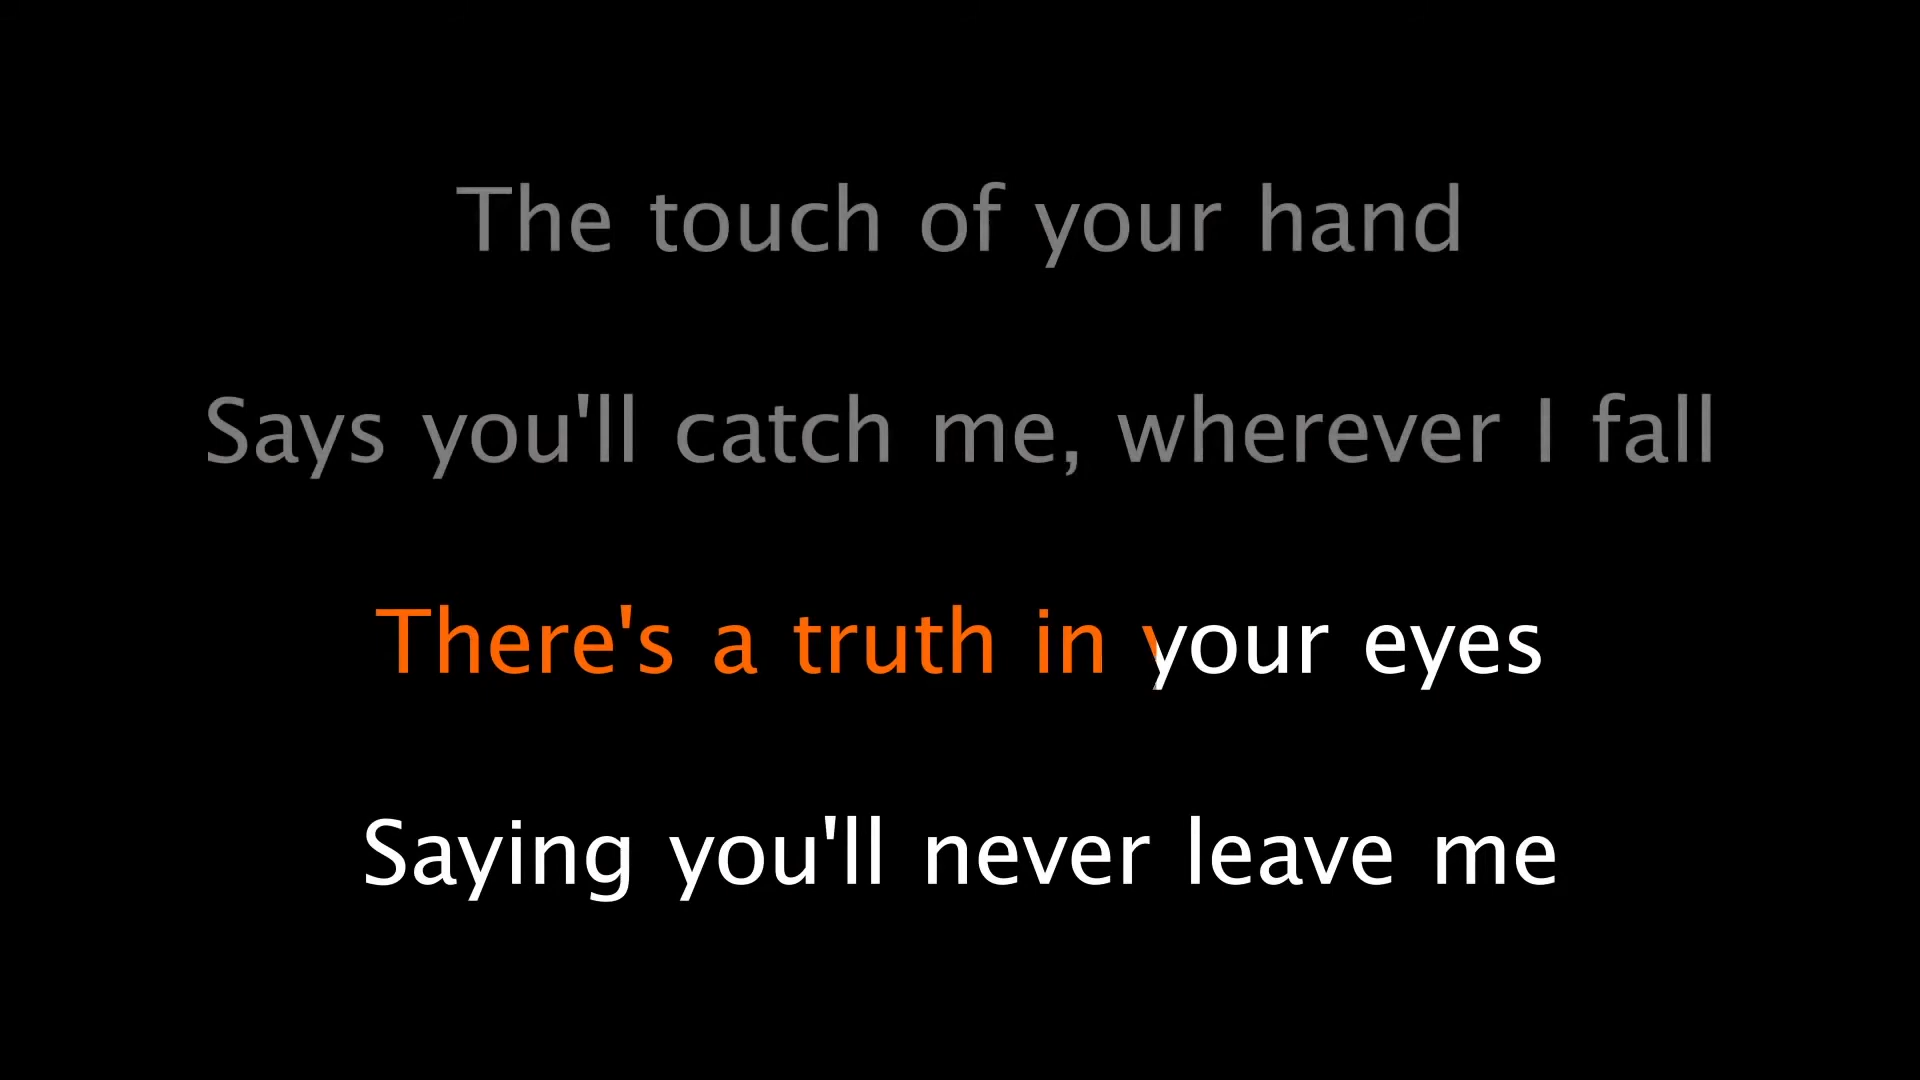 The touch of your hand
Says you'll catch me, wherever I fall
There's a truth in your eyes
Saying you'll never leave me